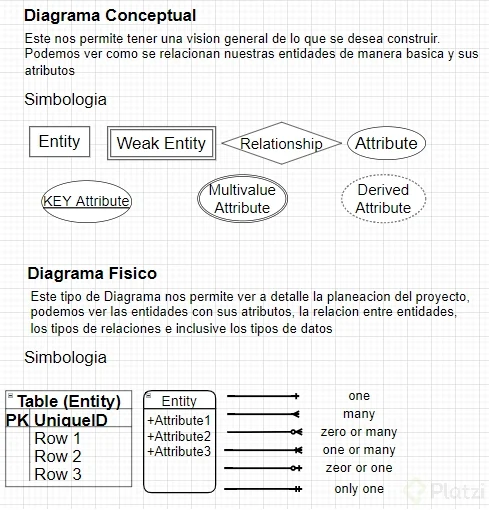 Diagrama Conceptual
Este nos permite tener una vision general de lo que se desea construir.
Podemos ver como se relacionan nuestras entidades de manera basica y sus
atributos
Simbologia
Entity
Weak Entity
Relationship
Attribute
KEY Attribute
Multivalue
Attribute
Derived
Attribute
Diagrama Fisico
Este tipo de Diagrama nos permite ver a detalle la planeacion del proyecto,
podemos ver las entidades con sus atributos, la relacion entre entidades,
los tipos de relaciones e inclusive los tipos de datos
Simbologia
Table (Entity)
PK UniqueID
Row 1
Row 2
Row 3
Entity
+Attribute1
+Attribute2
+Attribute3
one
many
zero or many
one or many
zeor or one
only one
Platzi